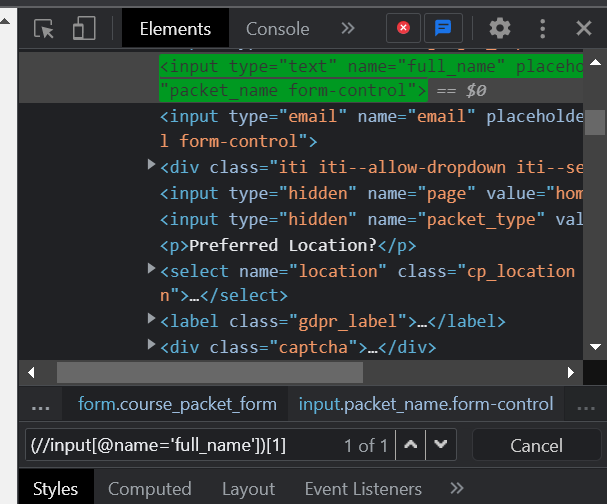 Elements Console »
<input type="text" name="full_name" placeho
"packet_name form-control"> == $0
<input type="email" name="email" placeholde
l form-control">
<div class="iti iti--allow-dropdown iti--se
<input type="hidden" name="page" value="hom
<input type="hidden" name="packet_type" val
<p>Preferred Location?</p>
<select name="location" class="cp_location
n">…</select>
<label class="gdpr_label">…</label>
<div class="captcha">…</div>
... form.course_packet_form input.packet_name.form-control ...
(//input[@name='full_name'])[1] 1 of 1 Cancel
Styles Computed Layout Event Listeners »